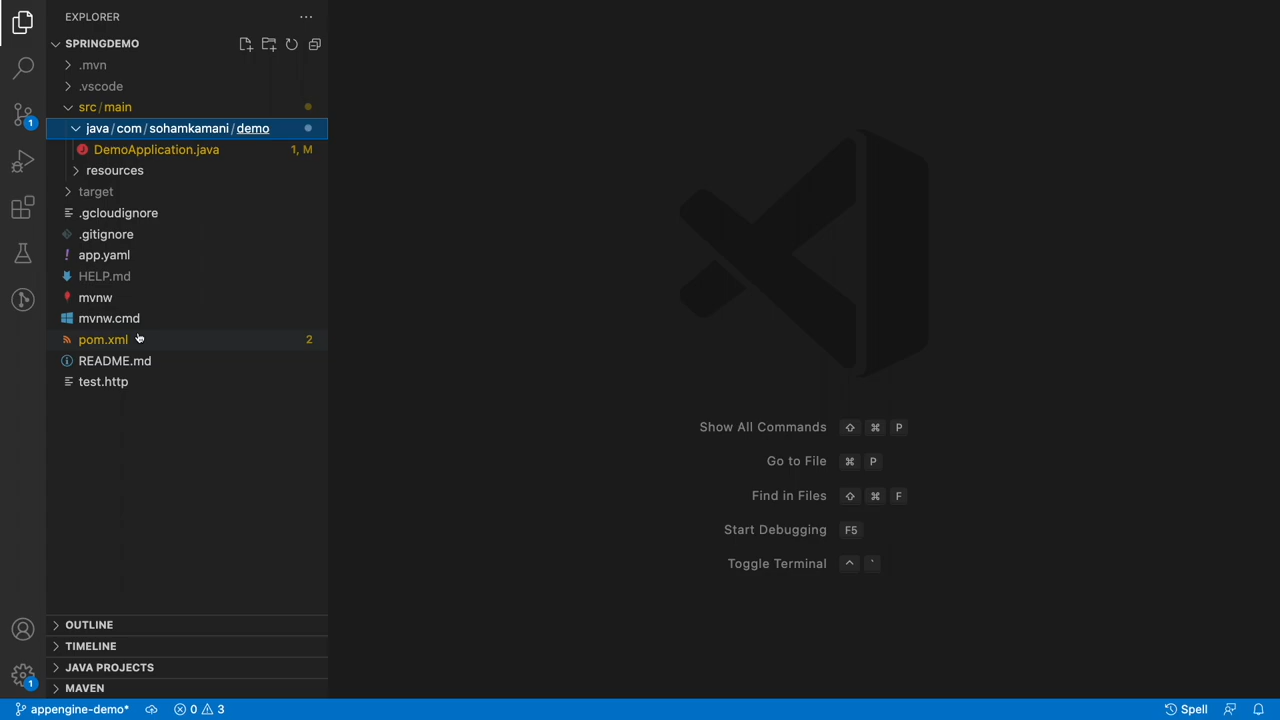 EXPLORER
SPRINGDEMO
.mvn
.vscode
src/main
java/com/sohamkamani/demo
DemoApplication.java 1, M
resources
target
.gcloudignore
.gitignore
! app.yaml
HELP.md
mvnw
mvnw.cmd
pom.xml 2
README.md
test.http
Show All Commands ⇧ ⌘ P
Go to File ⌘ P
Find in Files ⇧ ⌘ F
Start Debugging F5
Toggle Terminal ^ `
1
1
OUTLINE
TIMELINE
JAVA PROJECTS
MAVEN
appengine-demo* 0 3 Spell